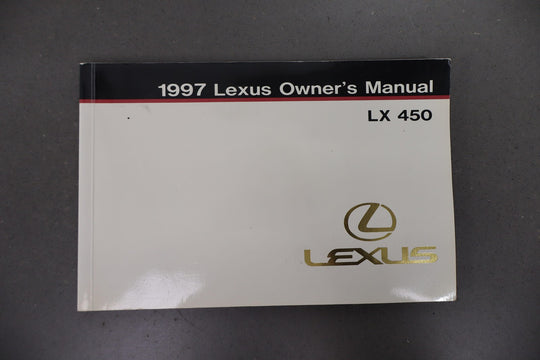 1997 Lexus Owner's Manual
LX 450
LEXUS